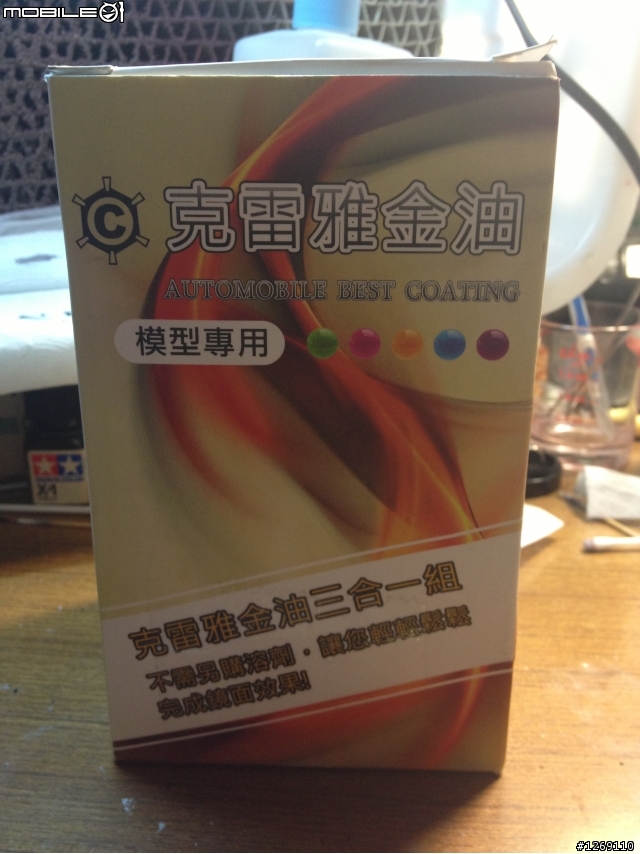 MOBILE01
C
克雷雅金油
AUTOMOBILE BEST COATING
模型專用
X-1
克雷雅金油三合一組
不需另購溶劑，讓您輕輕鬆鬆
完成鏡面效果!
#1269110